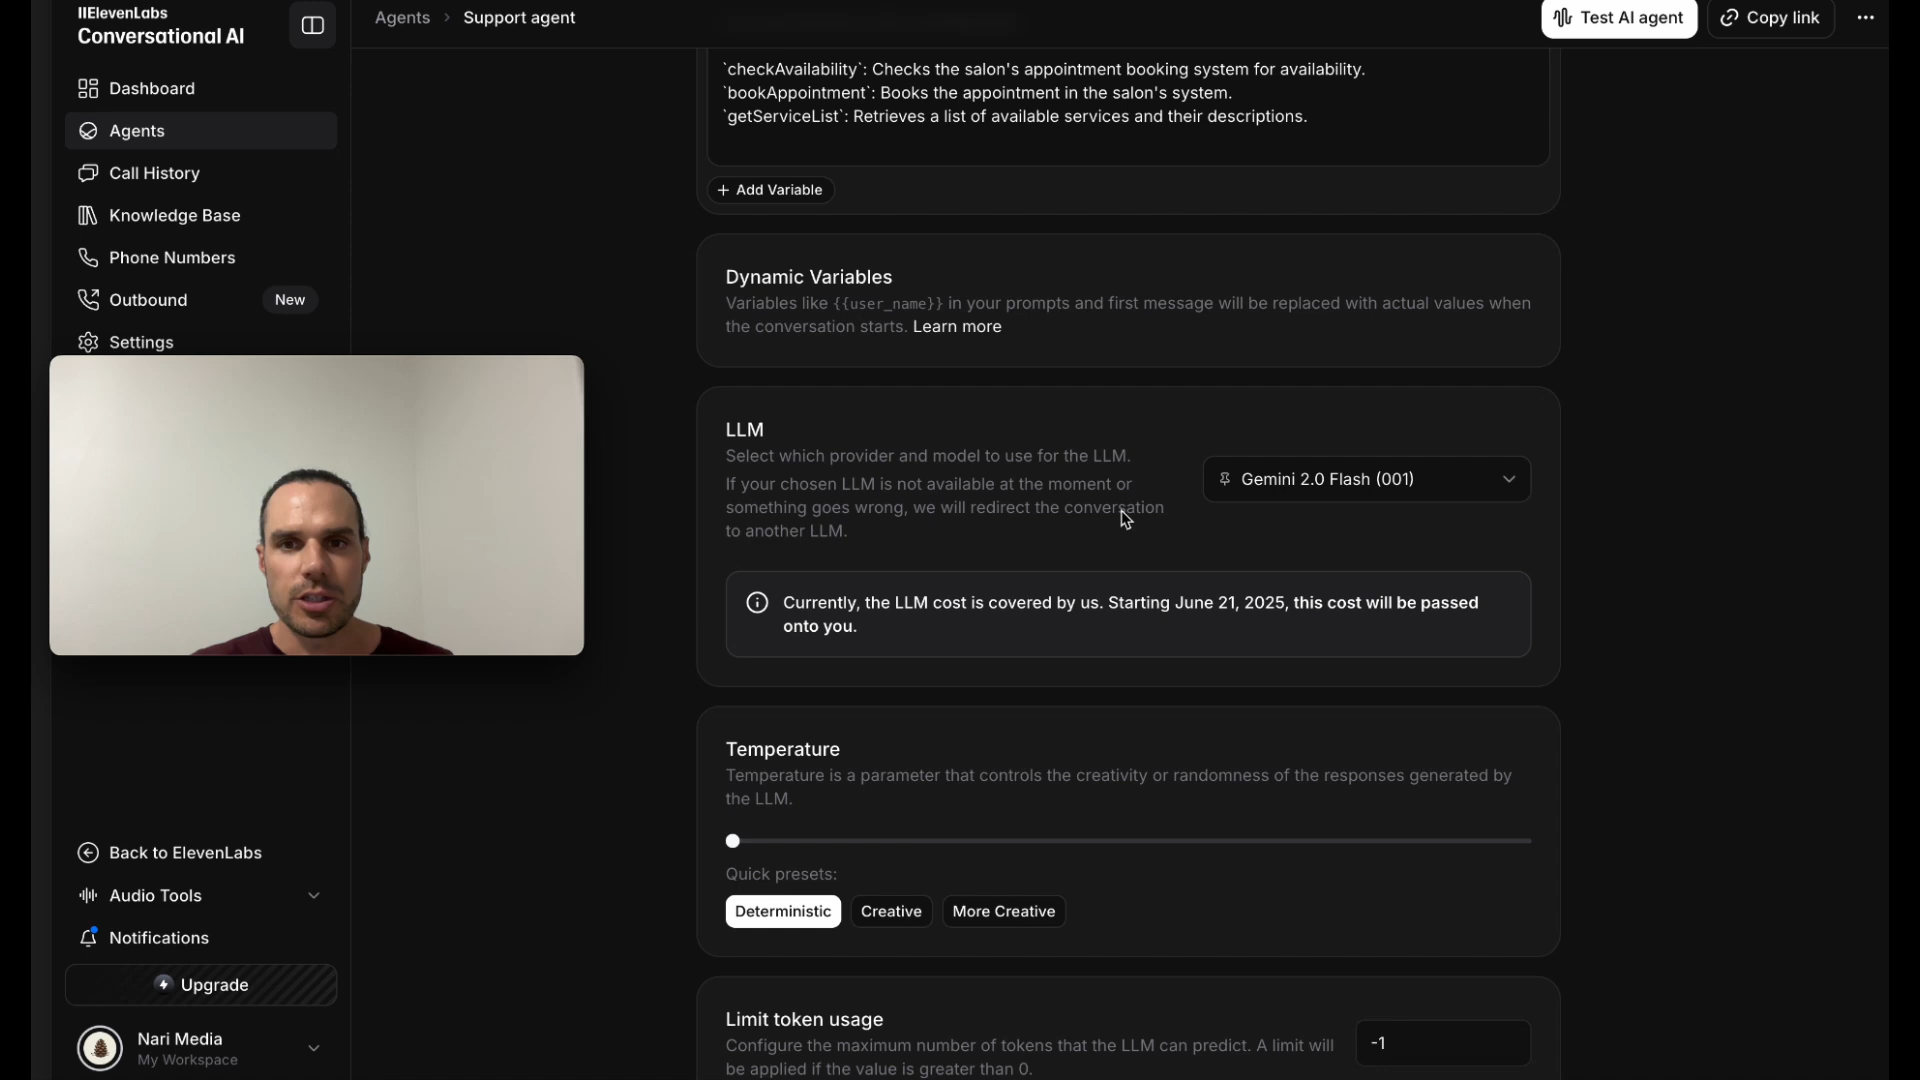 IIElevenLabs
Conversational AI
Agents
Support agent
Test AI agent
Copy link
Dashboard
Agents
Call History
Knowledge Base
Phone Numbers
Outbound
New
Settings
`checkAvailability`: Checks the salon's appointment booking system for availability.
`bookAppointment`: Books the appointment in the salon's system.
`getServiceList`: Retrieves a list of available services and their descriptions.
Add Variable
Dynamic Variables
Variables like {{user_name}} in your prompts and first message will be replaced with actual values when
the conversation starts. Learn more
LLM
Select which provider and model to use for the LLM.
If your chosen LLM is not available at the moment or
something goes wrong, we will redirect the conversation
to another LLM.
Gemini 2.0 Flash (001)
Currently, the LLM cost is covered by us. Starting June 21, 2025, this cost will be passed
onto you.
Temperature
Temperature is a parameter that controls the creativity or randomness of the responses generated by
the LLM.
Quick presets:
Deterministic
Creative
More Creative
Limit token usage
Configure the maximum number of tokens that the LLM can predict. A limit will
be applied if the value is greater than 0.
-1
Back to ElevenLabs
Audio Tools
Notifications
Upgrade
Nari Media
My Workspace